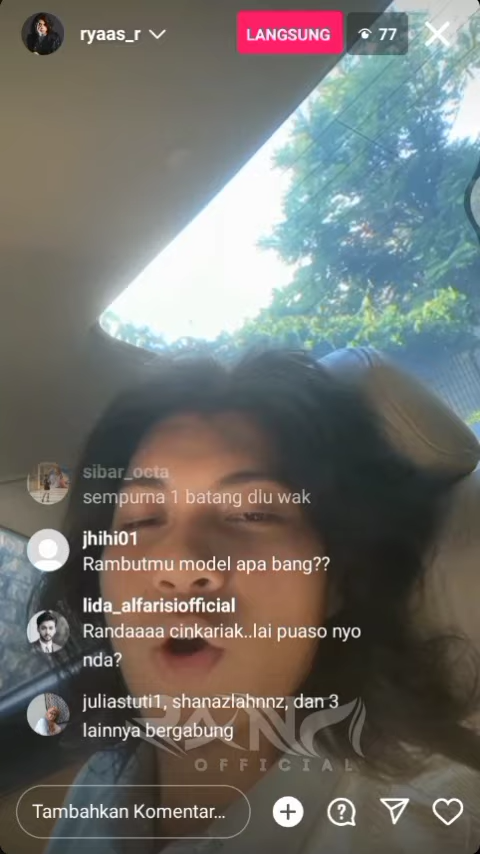 ryaas_r
LANGSUNG
77
sibar_octa
sempurna 1 batang dlu wak
jhihi01
Rambutmu model apa bang??
lida_alfarisiofficial
Randaaaa cinkariak..lai puaso nyo
nda?
juliastuti1, shanazlahnnz, dan 3
lainnya bergabung
OFFICIAL
Tambahkan Komentar...